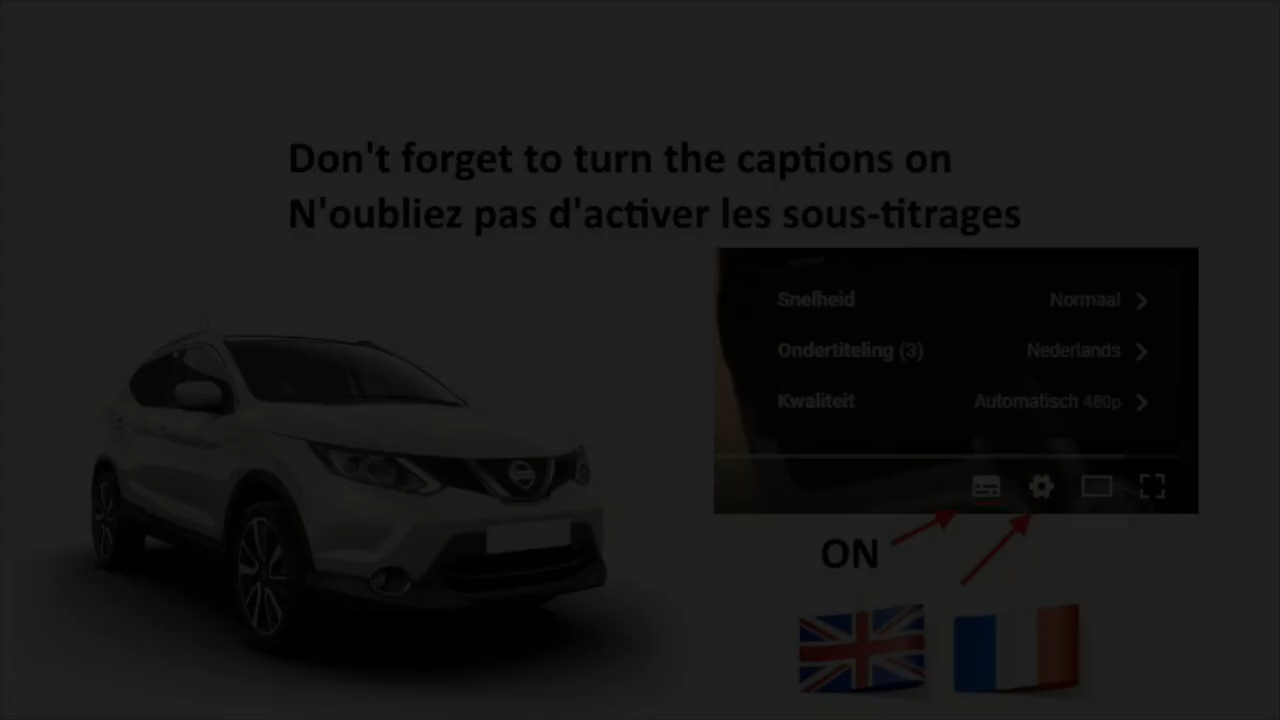 Don't forget to turn the captions on
N'oubliez pas d'activer les sous-titrages
Snelheid Normaal
Ondertiteling (3) Nederlands
Kwaliteit Automatisch 480p
ON